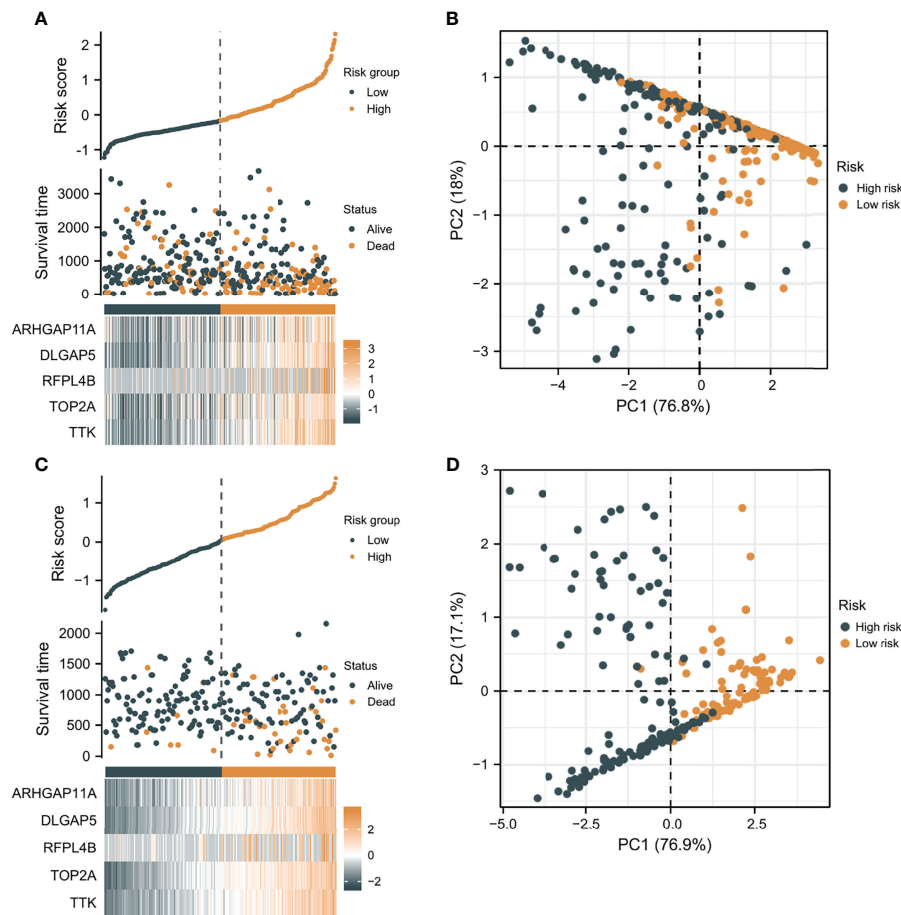 A
Risk score
2
1
0
−1
Risk group
Low
High
Survival time
3000
2000
1000
0
Status
Alive
Dead
ARHGAP11A
DLGAP5
RFPL4B
TOP2A
TTK
3
2
1
0
-1
B
PC2 (18%)
1
0
−1
−2
−3
−4
−2
0
2
PC1 (76.8%)
Risk
High risk
Low risk
C
Risk score
1
0
−1
Risk group
Low
High
Survival time
2000
1500
1000
500
0
Status
Alive
Dead
ARHGAP11A
DLGAP5
RFPL4B
TOP2A
TTK
2
0
−2
D
PC2 (17.1%)
3
2
1
0
−1
−5.0
−2.5
0.0
2.5
PC1 (76.9%)
Risk
High risk
Low risk